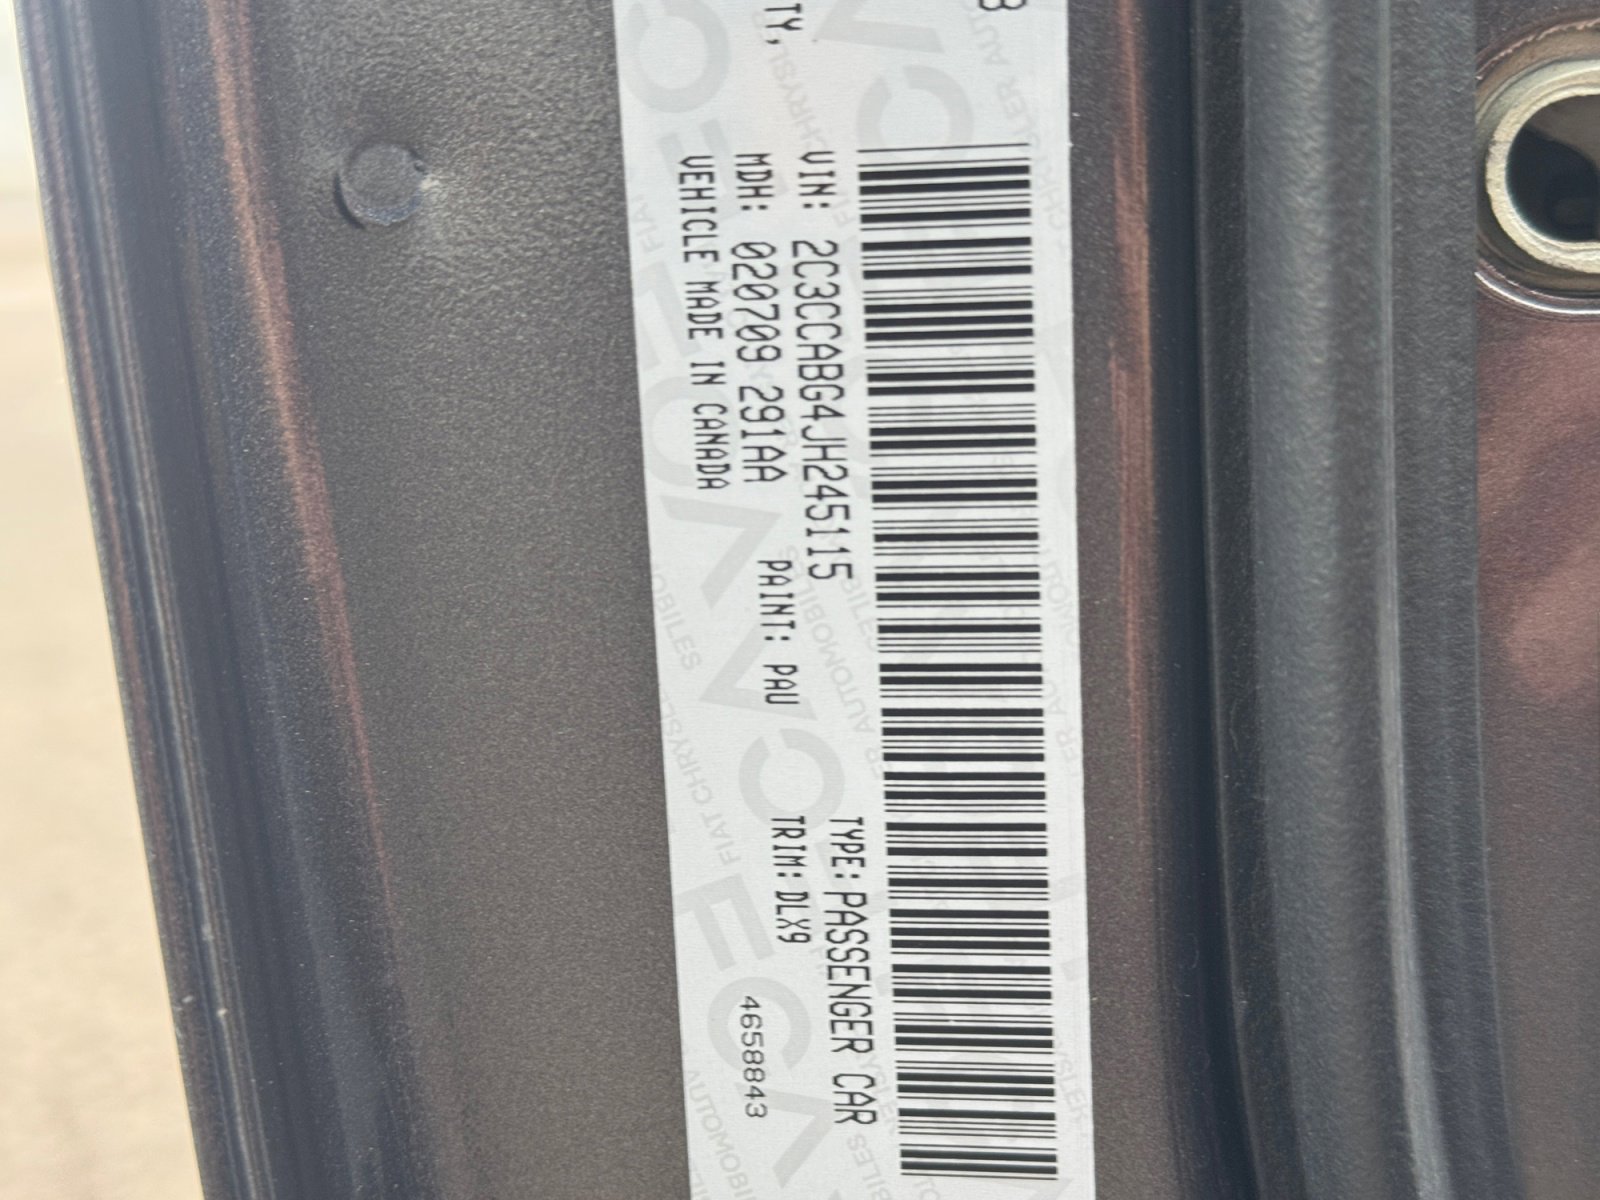 TY,
VIN: 2C3CCABG4JH245115 TYPE: PASSENGER CAR
MDH: 020709 291AA PAINT: PAU TRIM: DLX9
VEHICLE MADE IN CANADA 4658843